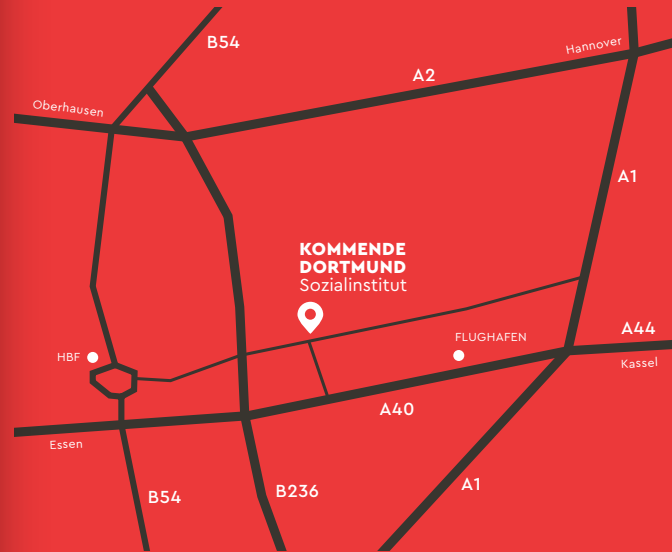 B54
Hannover
A2
Oberhausen
A1
KOMMENDE
DORTMUND
Sozialinstitut
A44
FLUGHAFEN
HBF
Kassel
A40
Essen
A1
B236
B54